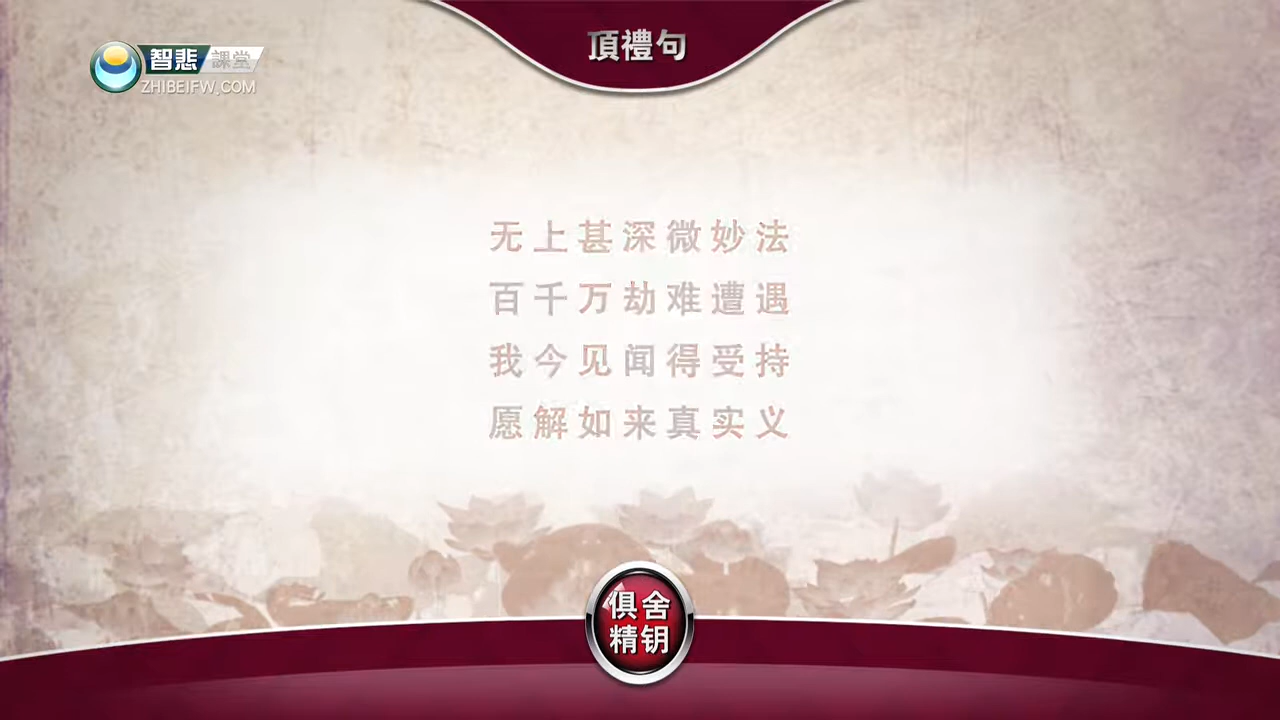 頂禮句
智悲課堂
ZHIBEIFW.COM
无上甚深微妙法
百千万劫难遭遇
我今见闻得受持
愿解如来真实义
俱舍
精钥